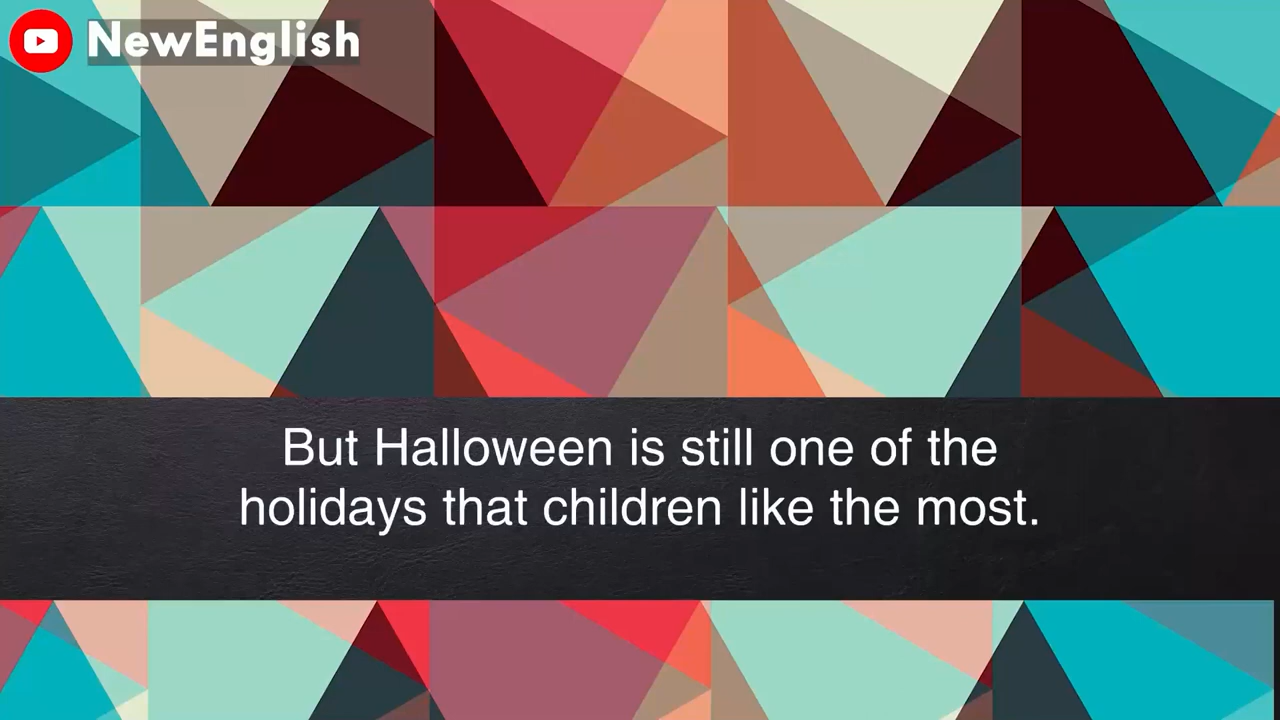 NewEnglish
But Halloween is still one of the
holidays that children like the most.